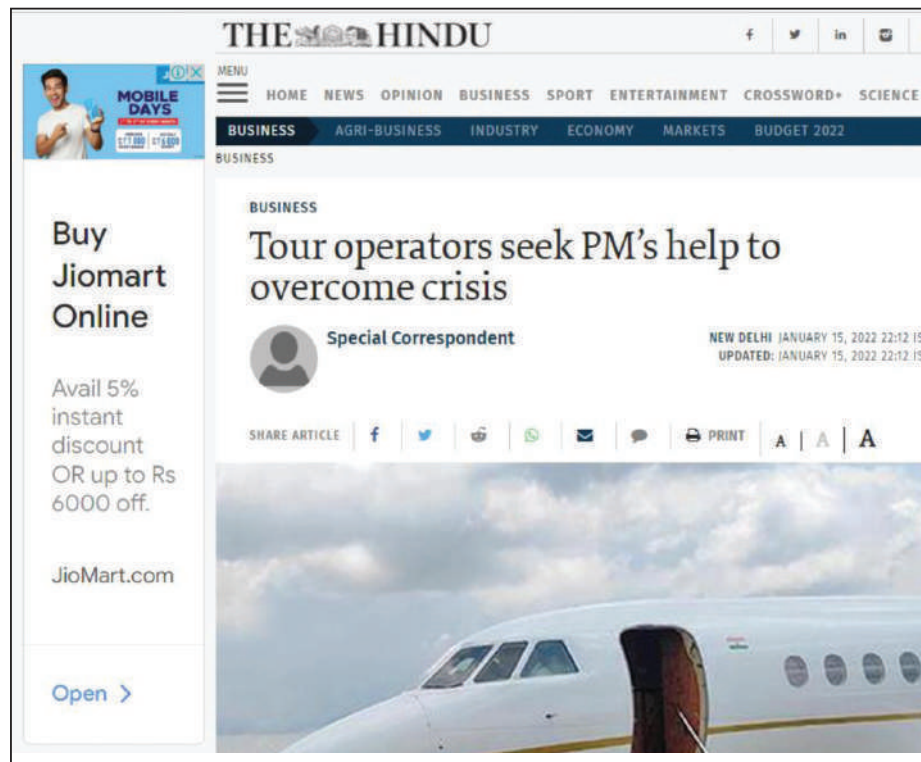 THE HINDU
MENU
HOME NEWS OPINION BUSINESS SPORT ENTERTAINMENT CROSSWORD+ SCIENCE
BUSINESS AGRI-BUSINESS INDUSTRY ECONOMY MARKETS BUDGET 2022
BUSINESS
MOBILE
DAYS
Buy
Jiomart
Online
Avail 5%
instant
discount
OR up to Rs
6000 off.
JioMart.com
Open
BUSINESS
Tour operators seek PM's help to
overcome crisis
Special Correspondent
NEW DELHI JANUARY 15, 2022 22:12 IS
UPDATED: JANUARY 15, 2022 22:12 IS
SHARE ARTICLE PRINT A | A | A